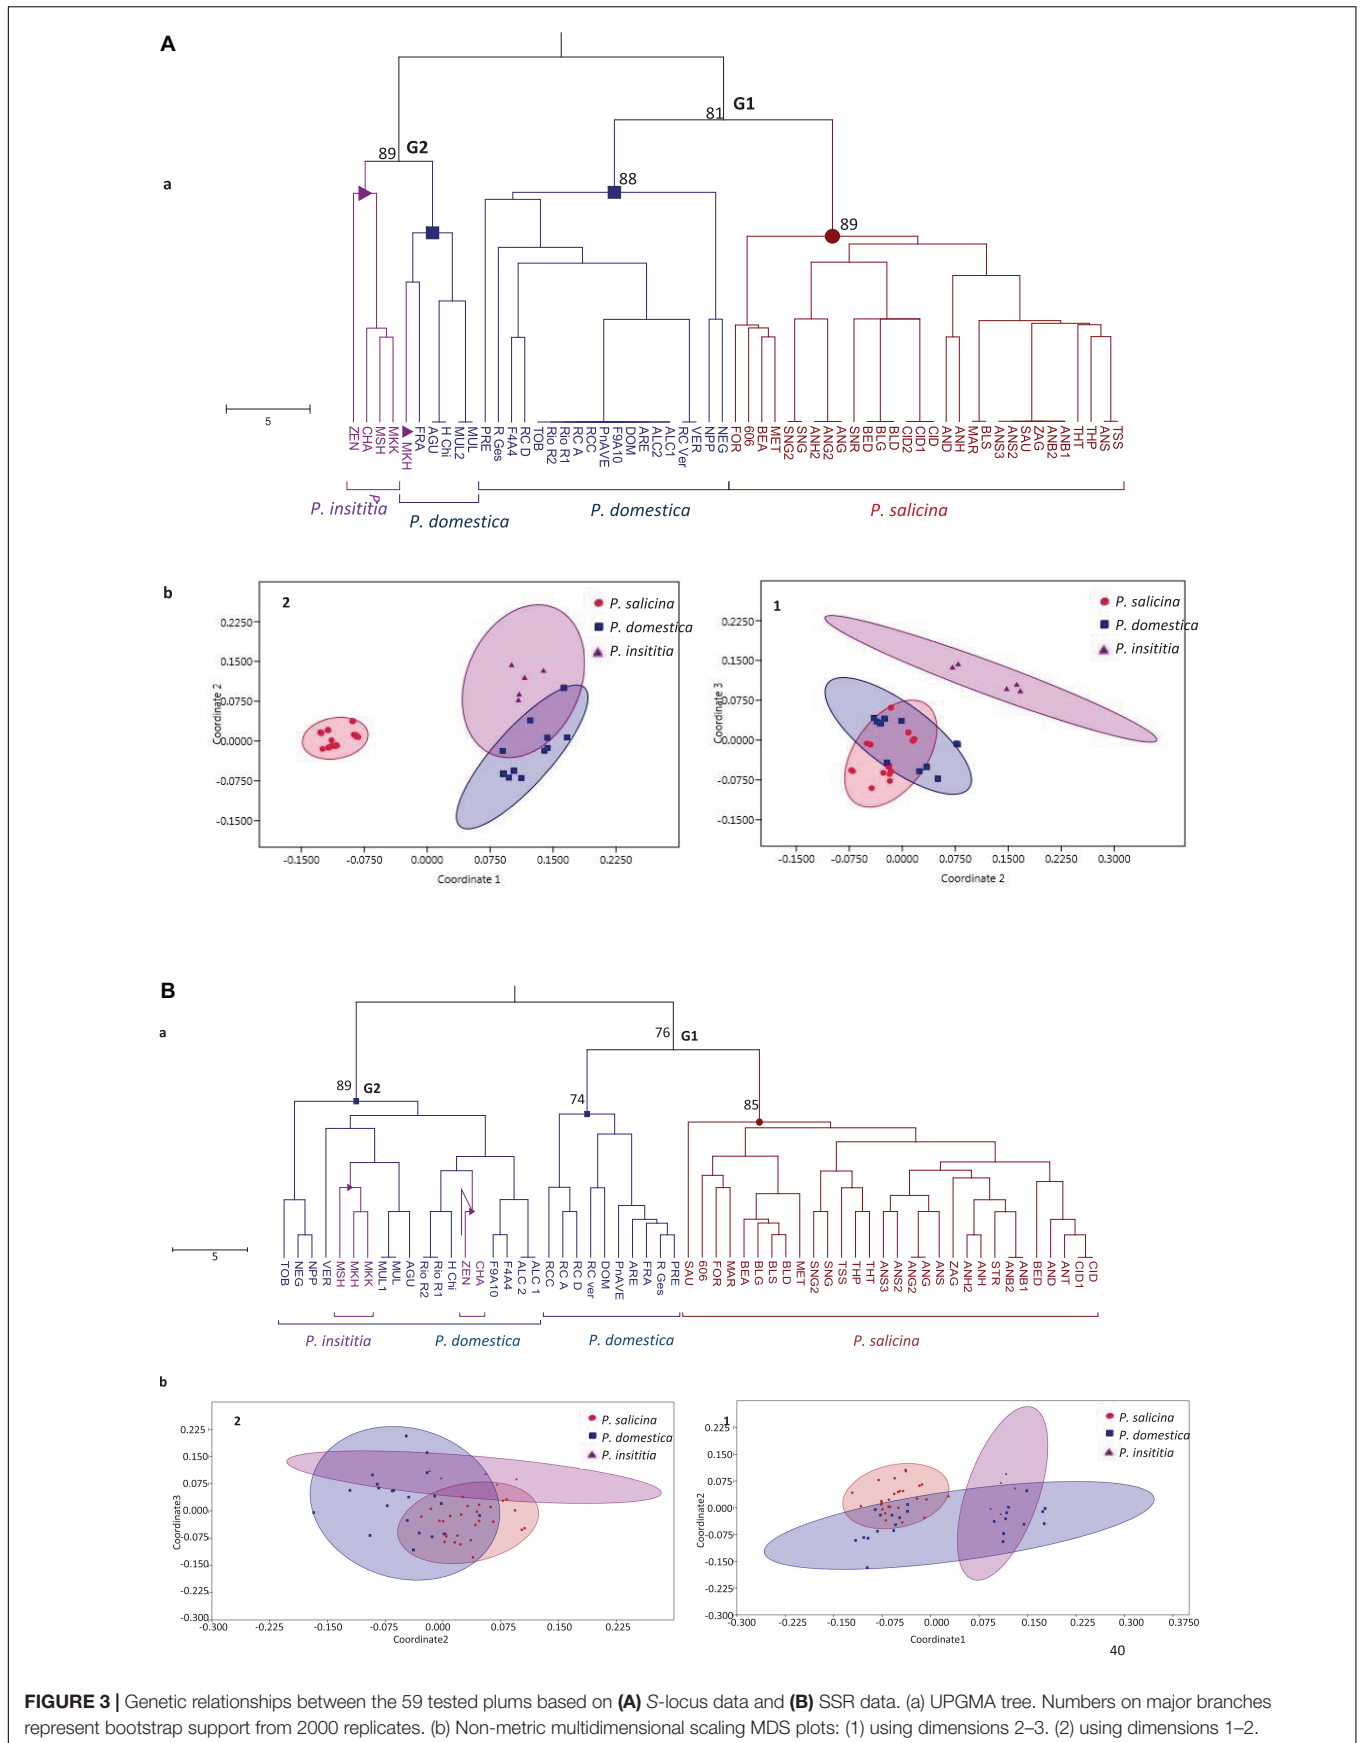 A
G1
81
89 G2
a
88
89
5
ZEN CHA MSH MKK MKH FRA AGU H Chi MUL2 MUL PRE R Ges F4A4 RC D TOB Rio R2 Rio R1 RC A RCC PnAVE F9A10 DOM ARE ALC2 ALC1 RC Ver VER NPP NEG FOR 606 BEA MET SNG2 SNG ANH2 ANG2 ANG SNR BED BLG BLD CID2 CID1 CID AND ANH MAR BLS ANS3 ANS2 SAU ZAG ANB2 ANB1 THT THP ANS TSS
P. insititia
P.
P. domestica
P. domestica
P. salicina
b
2
P. salicina
P. domestica
P. insititia
0.2250
0.1500
0.0750
0.0000
-0.0750
-0.1500
Coordinate 2
-0.1500 -0.0750 0.0000 0.0750 0.1500 0.2250
Coordinate 1
1
P. salicina
P. domestica
P. insititia
0.2250
0.1500
0.0750
0.0000
-0.0750
-0.1500
Coordinate 3
-0.1500 -0.0750 0.0000 0.0750 0.1500 0.2250 0.3000
Coordinate 2
B
a
76 G1
89 G2
74
85
5
TOB NEG NPP VER MSH MKH MKK MUL1 MUL AGU Rio R2 Rio R1 H Chi ZEN CHA F9A10 F4A4 ALC 2 ALC 1 RCC RC A RC D RC ver DOM PnAVE ARE FRA R Ges PRE SAU 606 FOR MAR BEA BLG BLS BLD MET SNG2 SNG TSS THP THT ANS3 ANS2 ANG2 ANG ANS ZAG ANH2 ANH STR ANB2 ANB1 BED AND ANT CID1 CID
P. insititia
P. domestica
P. domestica
P. salicina
b
2
P. salicina
P. domestica
P. insititia
0.225
0.150
0.075
0.000
-0.075
-0.150
-0.225
-0.300
Coordinate3
-0.300 -0.225 -0.150 -0.075 0.000 0.075 0.150 0.225
Coordinate2
1
P. salicina
P. domestica
P. insititia
0.225
0.150
0.075
0.000
-0.075
-0.150
-0.225
-0.300
Coordinate2
-0.300 -0.225 -0.150 -0.075 0.000 0.075 0.150 0.225 0.300 0.3750
Coordinate1
40
FIGURE 3 | Genetic relationships between the 59 tested plums based on (A) S-locus data and (B) SSR data. (a) UPGMA tree. Numbers on major branches
represent bootstrap support from 2000 replicates. (b) Non-metric multidimensional scaling MDS plots: (1) using dimensions 2–3. (2) using dimensions 1–2.